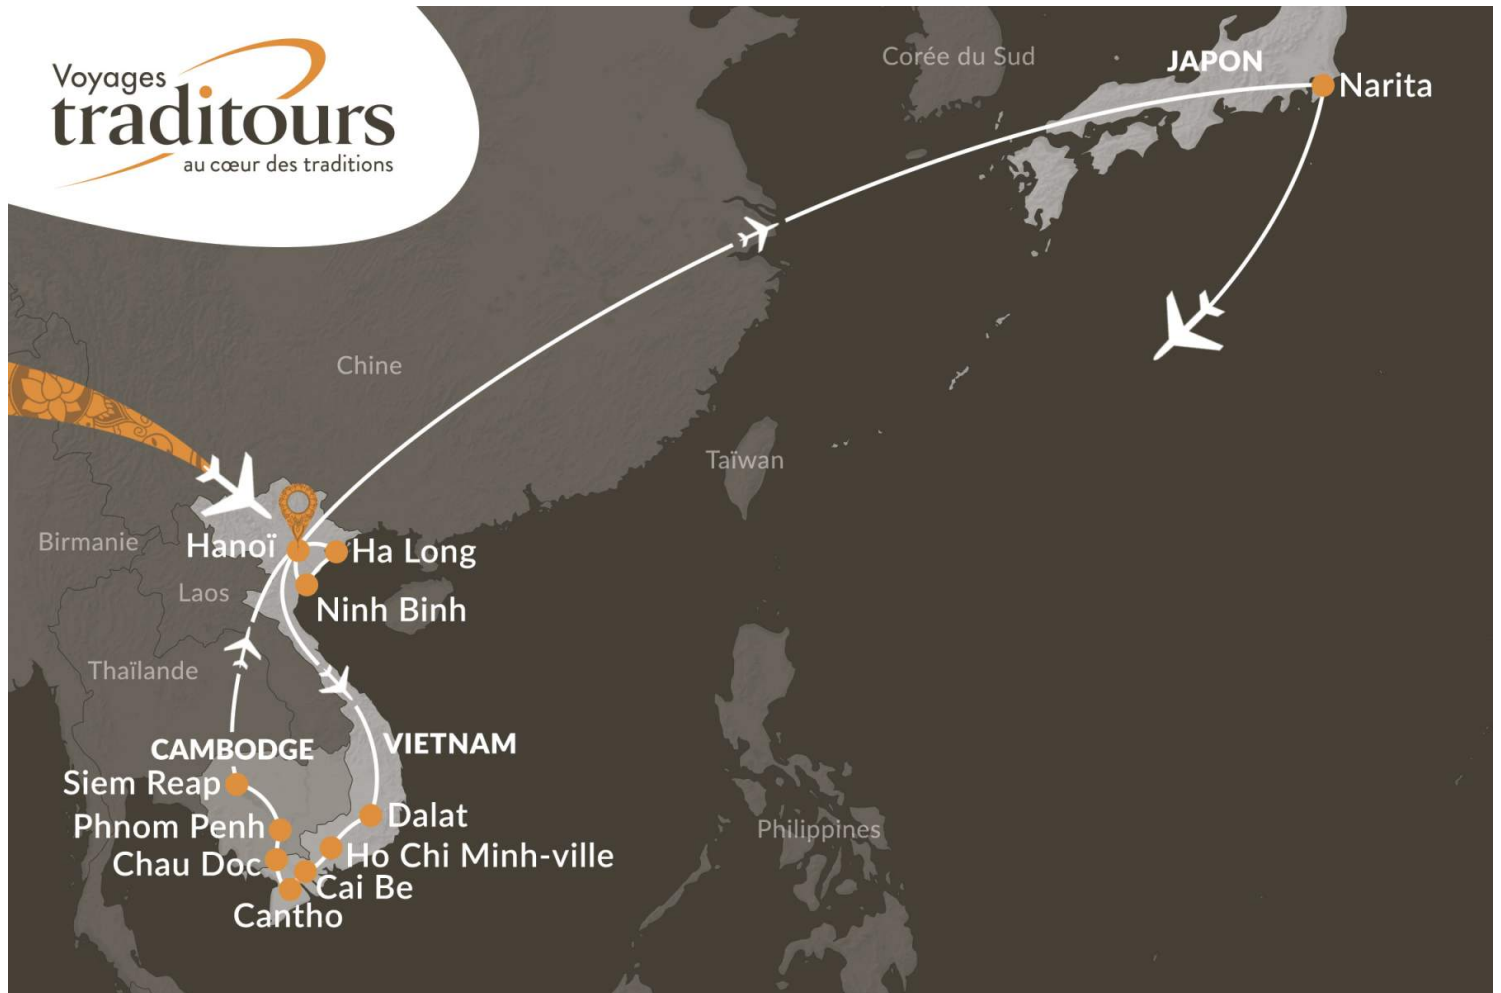 Voyages
traditours
au cœur des traditions
Corée du Sud
JAPON
Narita
Chine
Taïwan
Birmanie
Hanoï
Ha Long
Laos
Ninh Binh
Thaïlande
CAMBODGE
VIETNAM
Siem Reap
Phnom Penh
Dalat
Chau Doc
Ho Chi Minh-ville
Cai Be
Cantho
Philippines